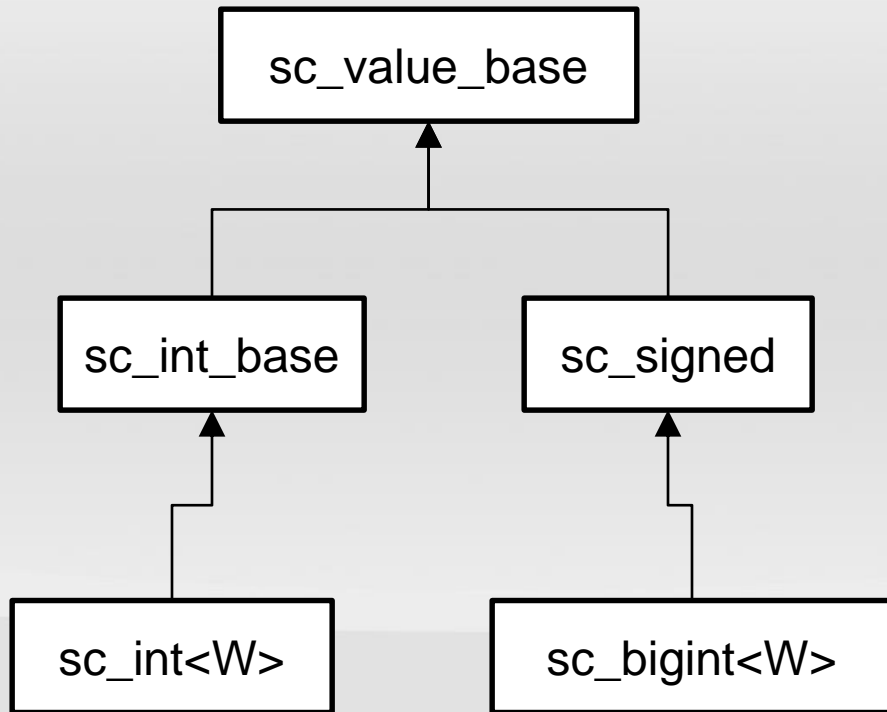 sc_value_base
sc_int_base
sc_signed
sc_int<W>
sc_bigint<W>